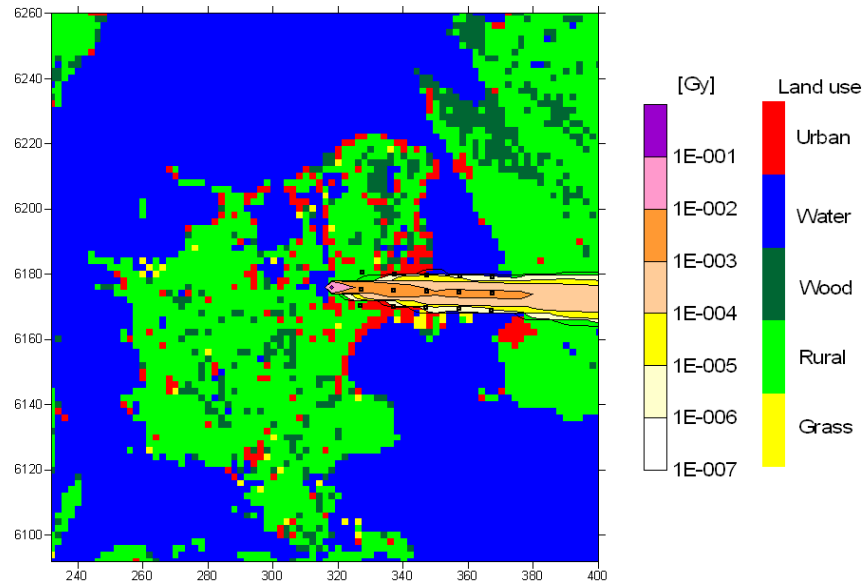 6260
6240
6220
6200
6180
6160
6140
6120
6100
240 260 280 300 320 340 360 380 400
[Gy]
1E-001
1E-002
1E-003
1E-004
1E-005
1E-006
1E-007
Land use
Urban
Water
Wood
Rural
Grass